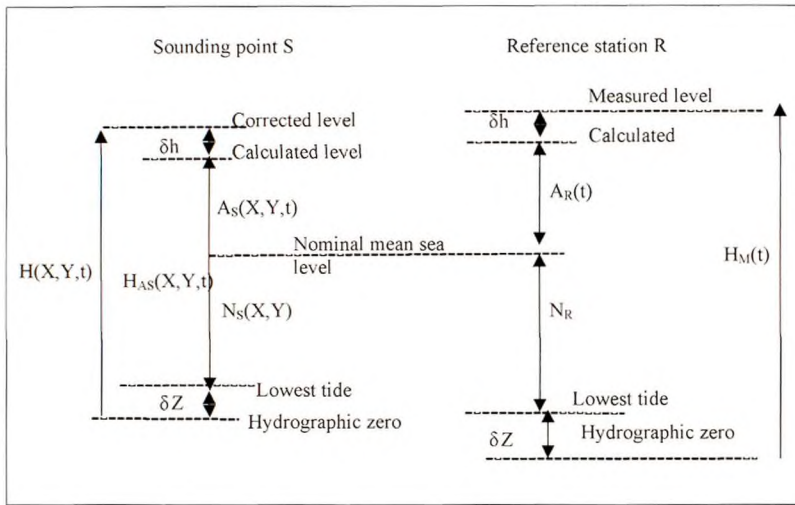 Sounding point S
Reference station R
Measured level
δh
Calculated
Corrected level
δh
Calculated level
A_S(X,Y,t)
A_R(t)
Nominal mean sea
level
H(X,Y,t)
H_AS(X,Y,t)
H_M(t)
N_S(X,Y)
N_R
Lowest tide
δZ
Hydrographic zero
Lowest tide
δZ
Hydrographic zero